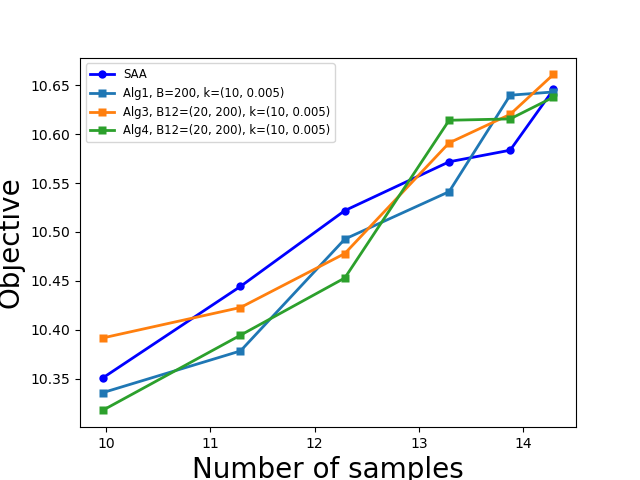 SAA
Alg1, B=200, k=(10, 0.005)
Alg3, B12=(20, 200), k=(10, 0.005)
Alg4, B12=(20, 200), k=(10, 0.005)
10.65
10.60
10.55
10.50
10.45
10.40
10.35
Objective
10 11 12 13 14
Number of samples